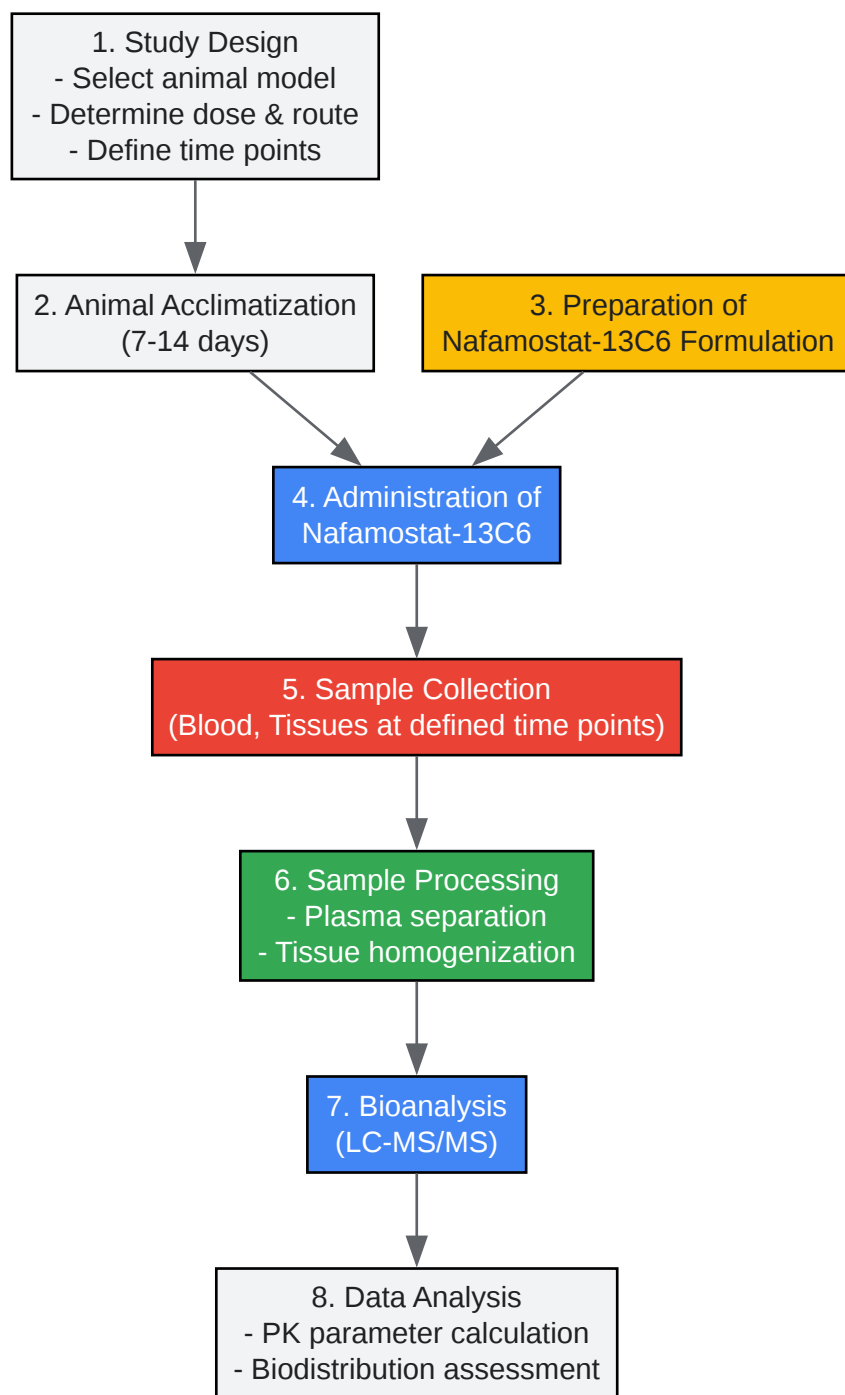 1. Study Design
- Select animal model
- Determine dose & route
- Define time points
2. Animal Acclimatization
(7-14 days)
3. Preparation of
Nafamostat-13C6 Formulation
4. Administration of
Nafamostat-13C6
5. Sample Collection
(Blood, Tissues at defined time points)
6. Sample Processing
- Plasma separation
- Tissue homogenization
7. Bioanalysis
(LC-MS/MS)
8. Data Analysis
- PK parameter calculation
- Biodistribution assessment